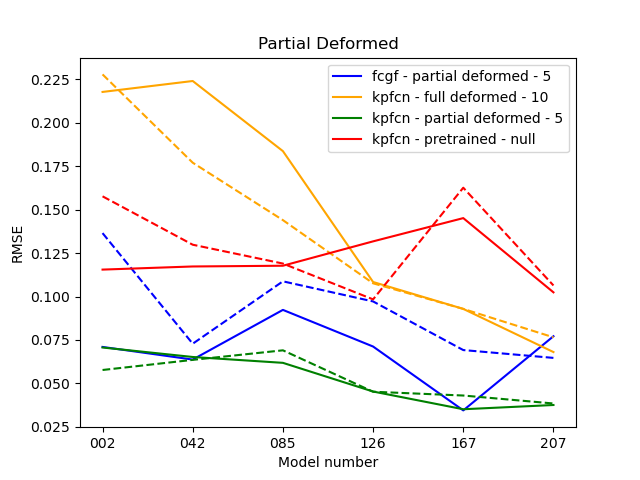 Partial Deformed
fcgf - partial deformed - 5
kpfcn - full deformed - 10
kpfcn - partial deformed - 5
kpfcn - pretrained - null
RMSE
0.225
0.200
0.175
0.150
0.125
0.100
0.075
0.050
0.025
002 042 085 126 167 207
Model number